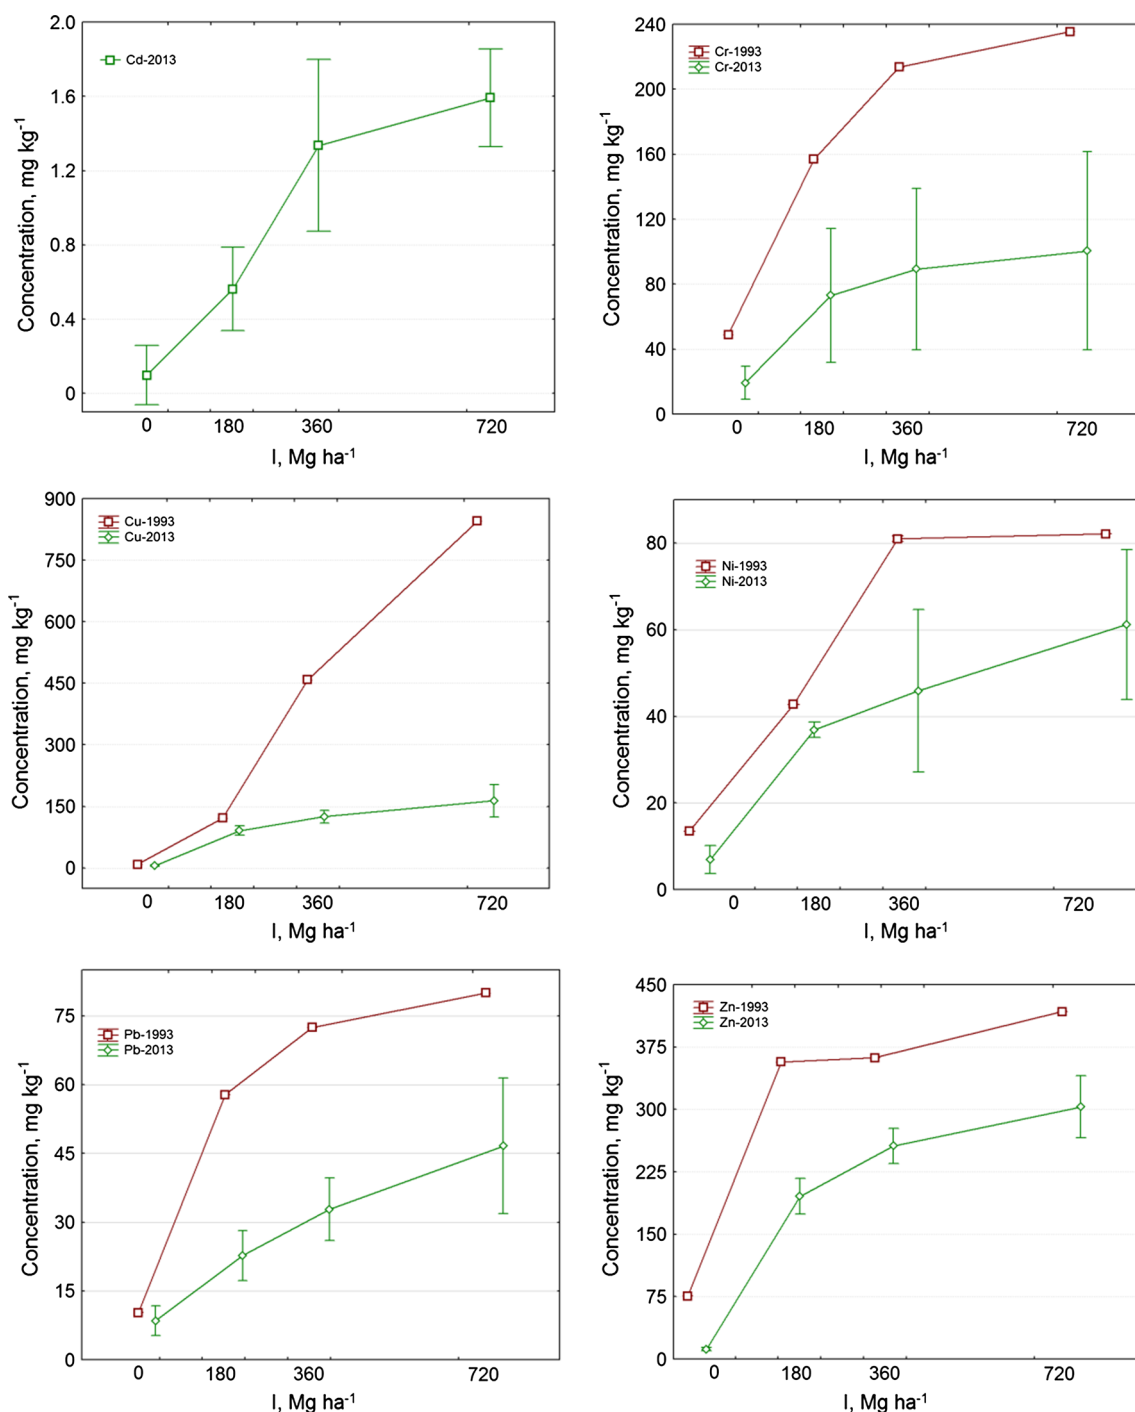 2.0
1.6
1.2
0.8
0.4
0
Concentration, mg kg⁻¹
Cd-2013
0 180 360 720
I, Mg ha⁻¹
240
200
160
120
80
40
0
Concentration, mg kg⁻¹
Cr-1993
Cr-2013
0 180 360 720
I, Mg ha⁻¹
900
750
600
450
300
150
0
Concentration, mg kg⁻¹
Cu-1993
Cu-2013
0 180 360 720
I, Mg ha⁻¹
80
60
40
20
0
Concentration, mg kg⁻¹
Ni-1993
Ni-2013
0 180 360 720
I, Mg ha⁻¹
75
60
45
30
15
0
Concentration, mg kg⁻¹
Pb-1993
Pb-2013
0 180 360 720
I, Mg ha⁻¹
450
375
300
225
150
75
0
Concentration, mg kg⁻¹
Zn-1993
Zn-2013
0 180 360 720
I, Mg ha⁻¹